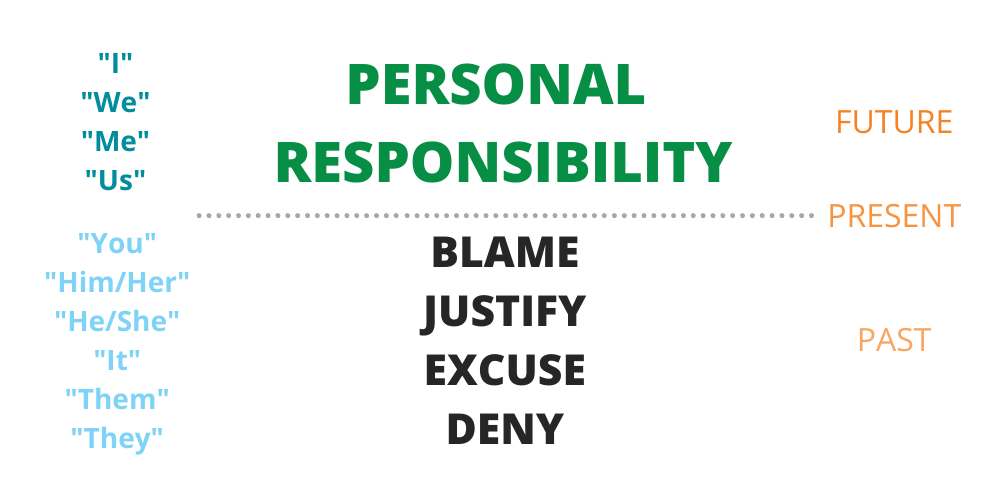 "I"
"We"
"Me"
"Us"
"You"
"Him/Her"
"He/She"
"It"
"Them"
"They"
PERSONAL
RESPONSIBILITY
BLAME
JUSTIFY
EXCUSE
DENY
FUTURE
PRESENT
PAST